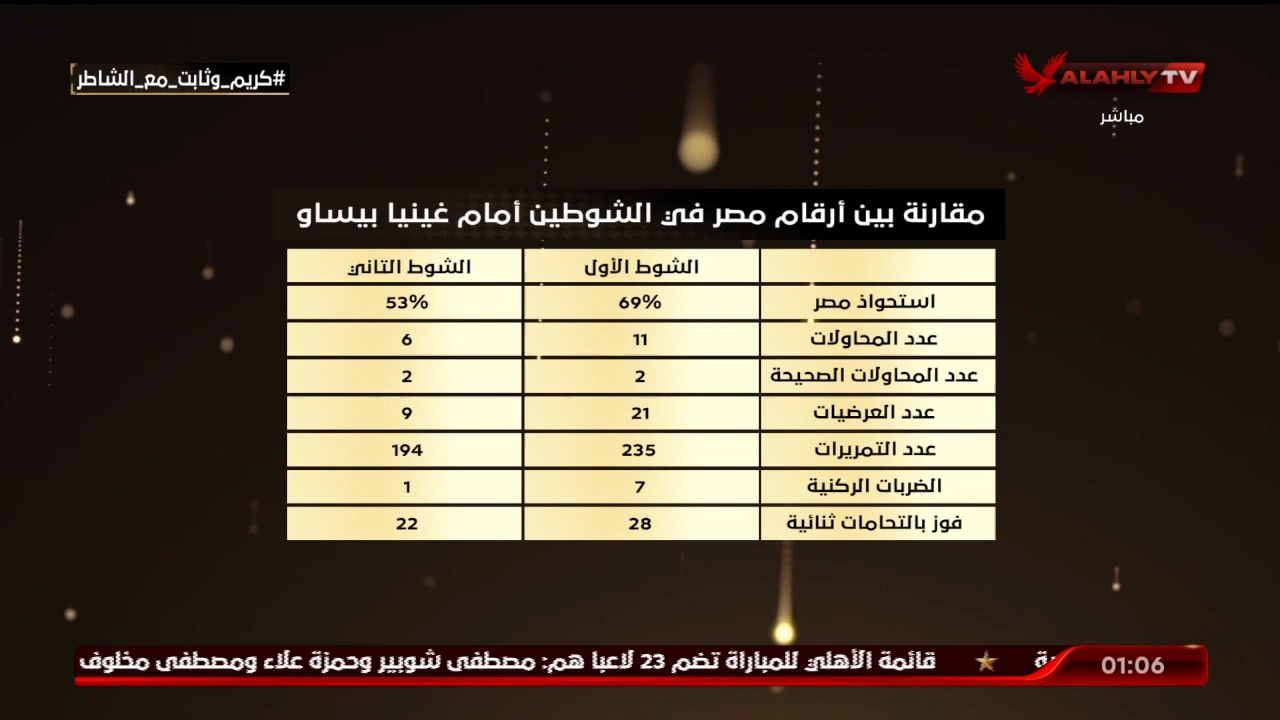 #كريم_وثابت_مع_الشاطر
ALAHLY TV
مباشر
مقارنة بين أرقام مصر في الشوطين أمام غينيا بيساو
الشوط الأول الشوط الثاني
استحواذ مصر 69% 53%
عدد المحاولات 11 6
عدد المحاولات الصحيحة 2 2
عدد العرضيات 21 9
عدد التمريرات 235 194
الضربات الركنية 7 1
فوز بالتحامات ثنائية 28 22
01:06
قائمة الأهلي للمباراة تضم 23 لاعبا هم: مصطفى شوبير وحمزة علاء ومصطفى مخلوف